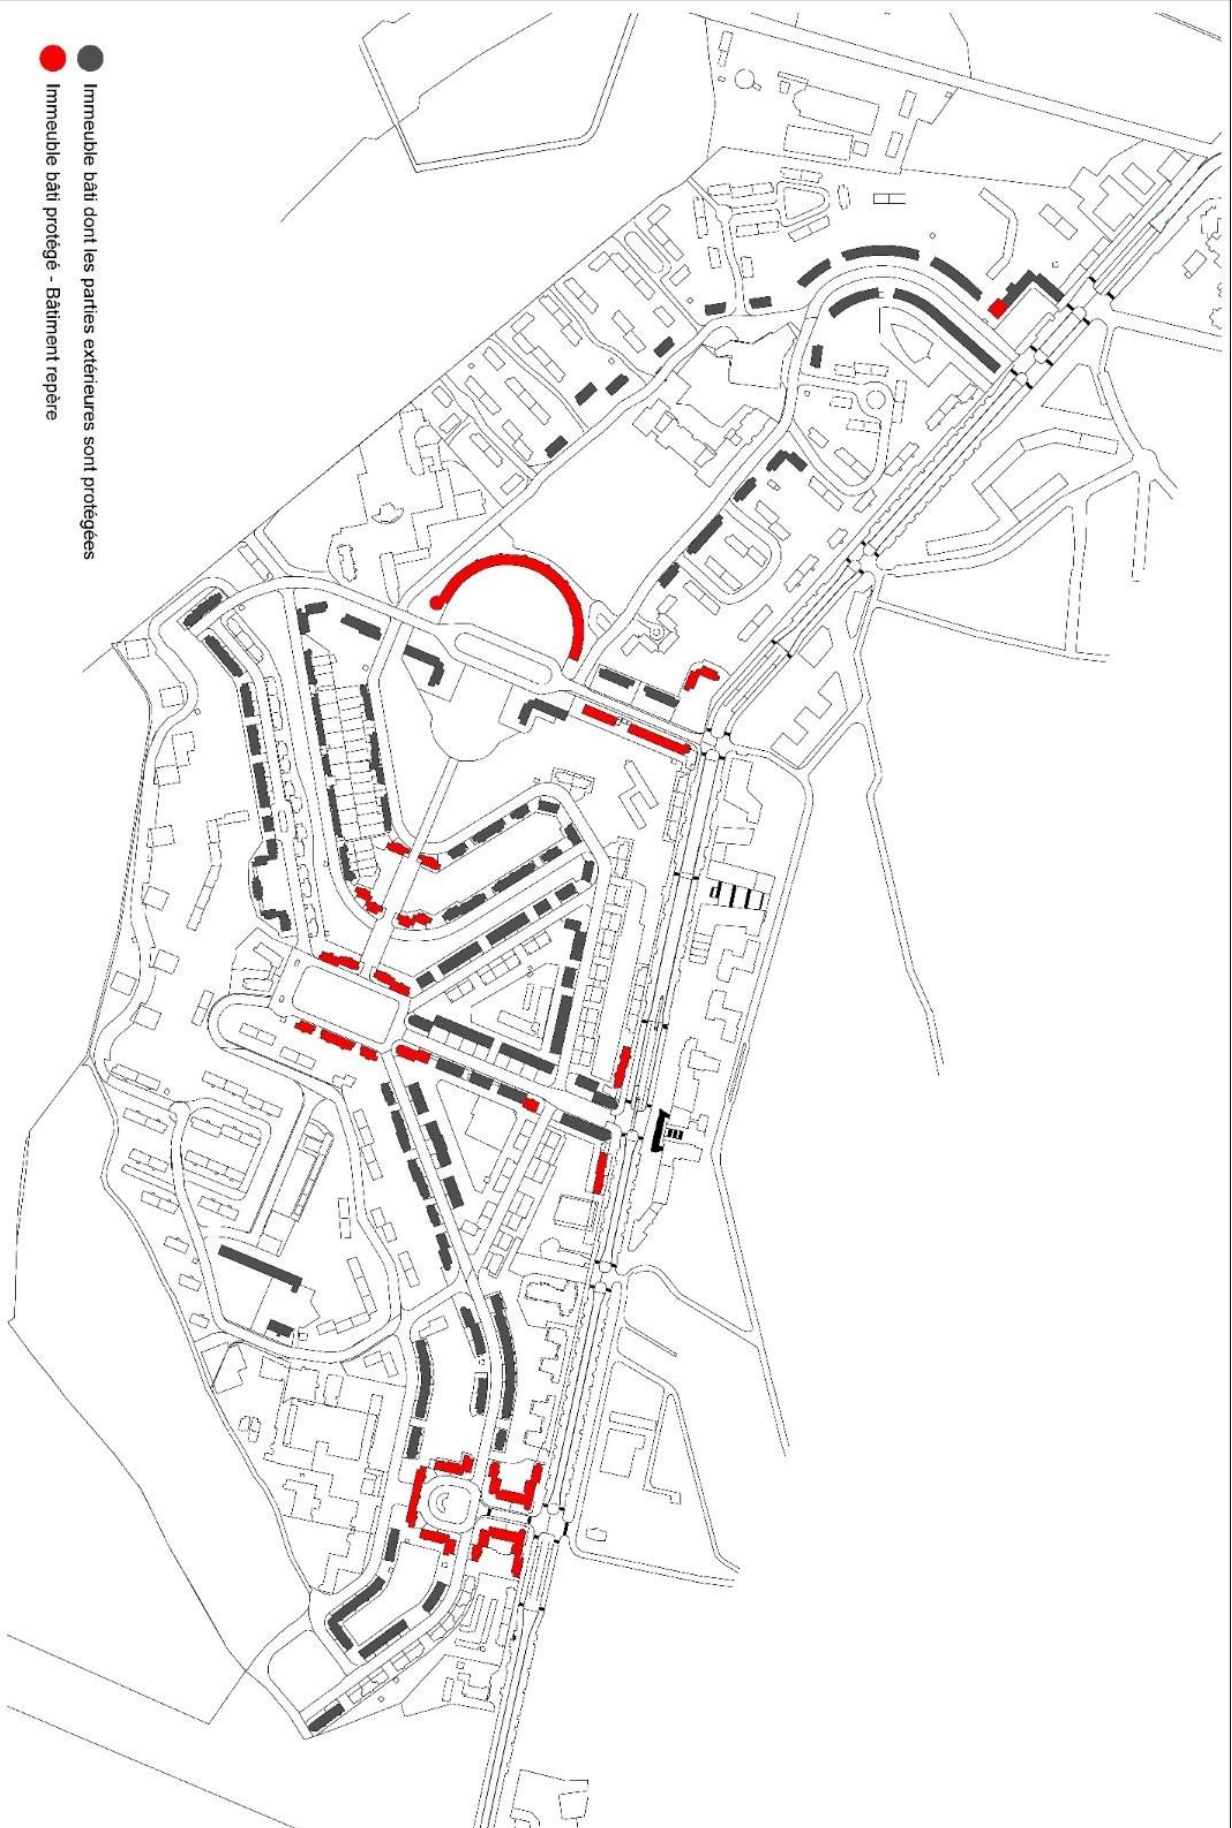 Immeuble bâti dont les parties extérieures sont protégées
Immeuble bâti protégé - Bâtiment repère